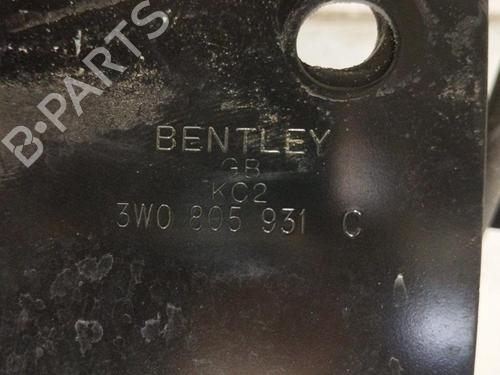 B-PARTS
BENTLEY
GB
KC2
3W0 805 931 C